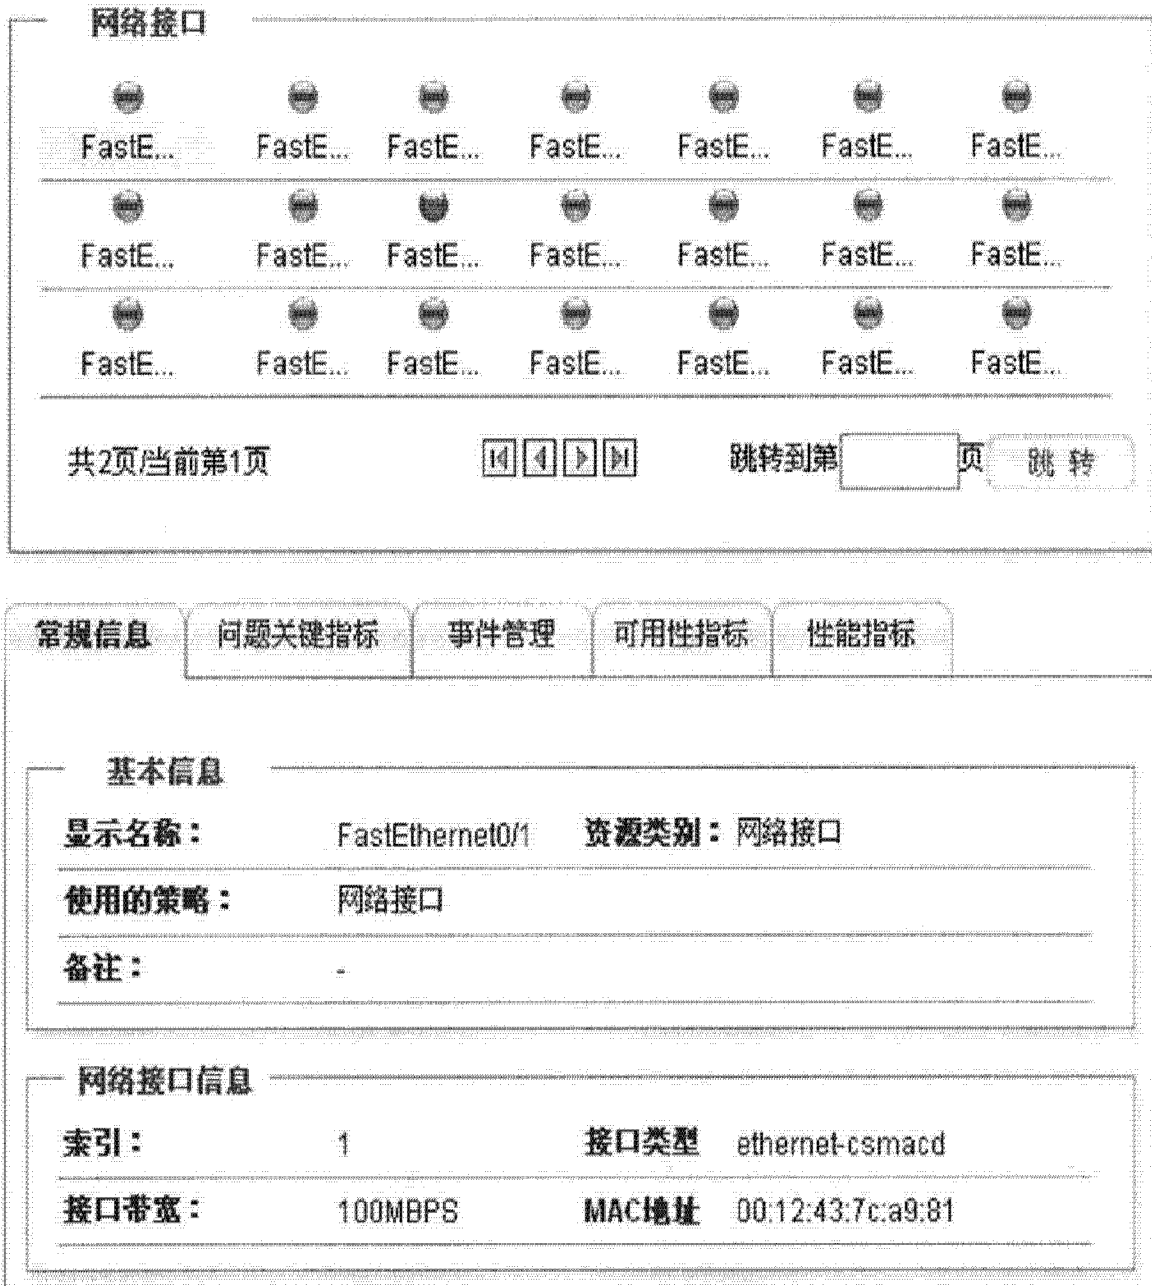 网络接口
FastE... FastE... FastE... FastE... FastE... FastE... FastE...
FastE... FastE... FastE... FastE... FastE... FastE... FastE...
FastE... FastE... FastE... FastE... FastE... FastE... FastE...
共2页/当前第1页 跳转到第 页 跳 转
常规信息 问题关键指标 事件管理 可用性指标 性能指标
基本信息
显示名称： FastEthernet0/1 资源类别： 网络接口
使用的策略： 网络接口
备注： -
网络接口信息
索引： 1 接口类型 ethernet-csmacd
接口带宽： 100MBPS MAC地址 00:12:43:7c:a9:81